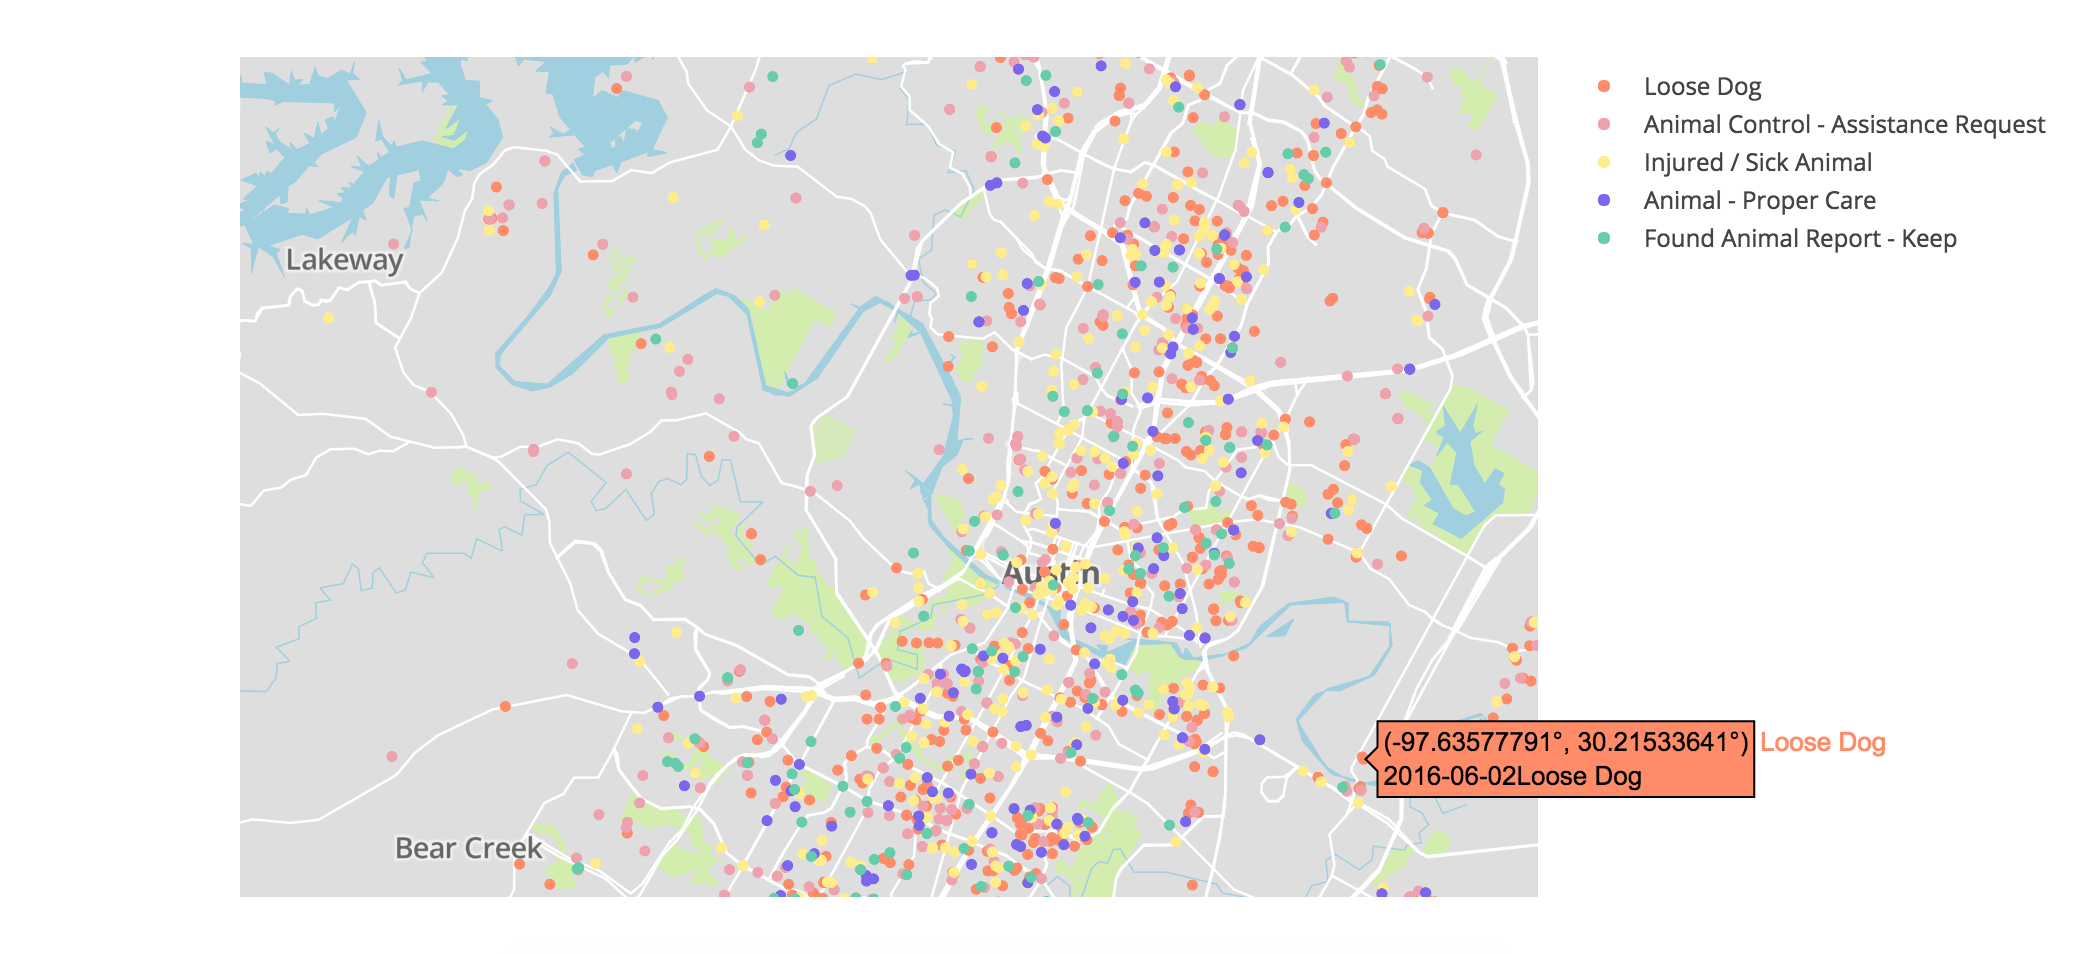 Loose Dog
Animal Control - Assistance Request
Injured / Sick Animal
Animal - Proper Care
Found Animal Report - Keep
Lakeway
Austin
(-97.63577791°, 30.21533641°) Loose Dog
2016-06-02Loose Dog
Bear Creek